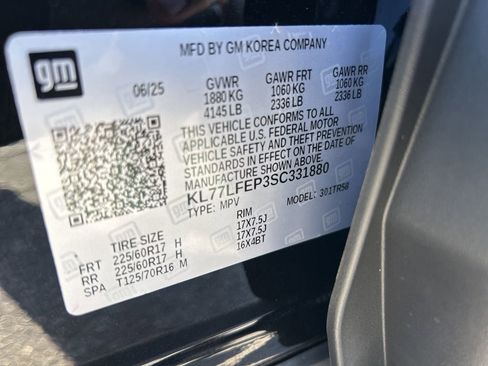 gm
MFD BY GM KOREA COMPANY
06/25 GVWR GAWR FRT GAWR RR
1880 KG 1060 KG 1060 KG
4145 LB 2336 LB 2336 LB
THIS VEHICLE CONFORMS TO ALL
APPLICABLE U.S. FEDERAL MOTOR
VEHICLE SAFETY AND THEFT PREVENTION
STANDARDS IN EFFECT ON THE DATE
OF MANUFACTURE SHOWN ABOVE.
KL77LFEP3SC331880
TYPE: MPV MODEL: 301TR58
TIRE SIZE RIM
FRT 225/60R17 H 17X7.5J
RR 225/60R17 H 17X7.5J
SPA T125/70R16 M 16X4BT